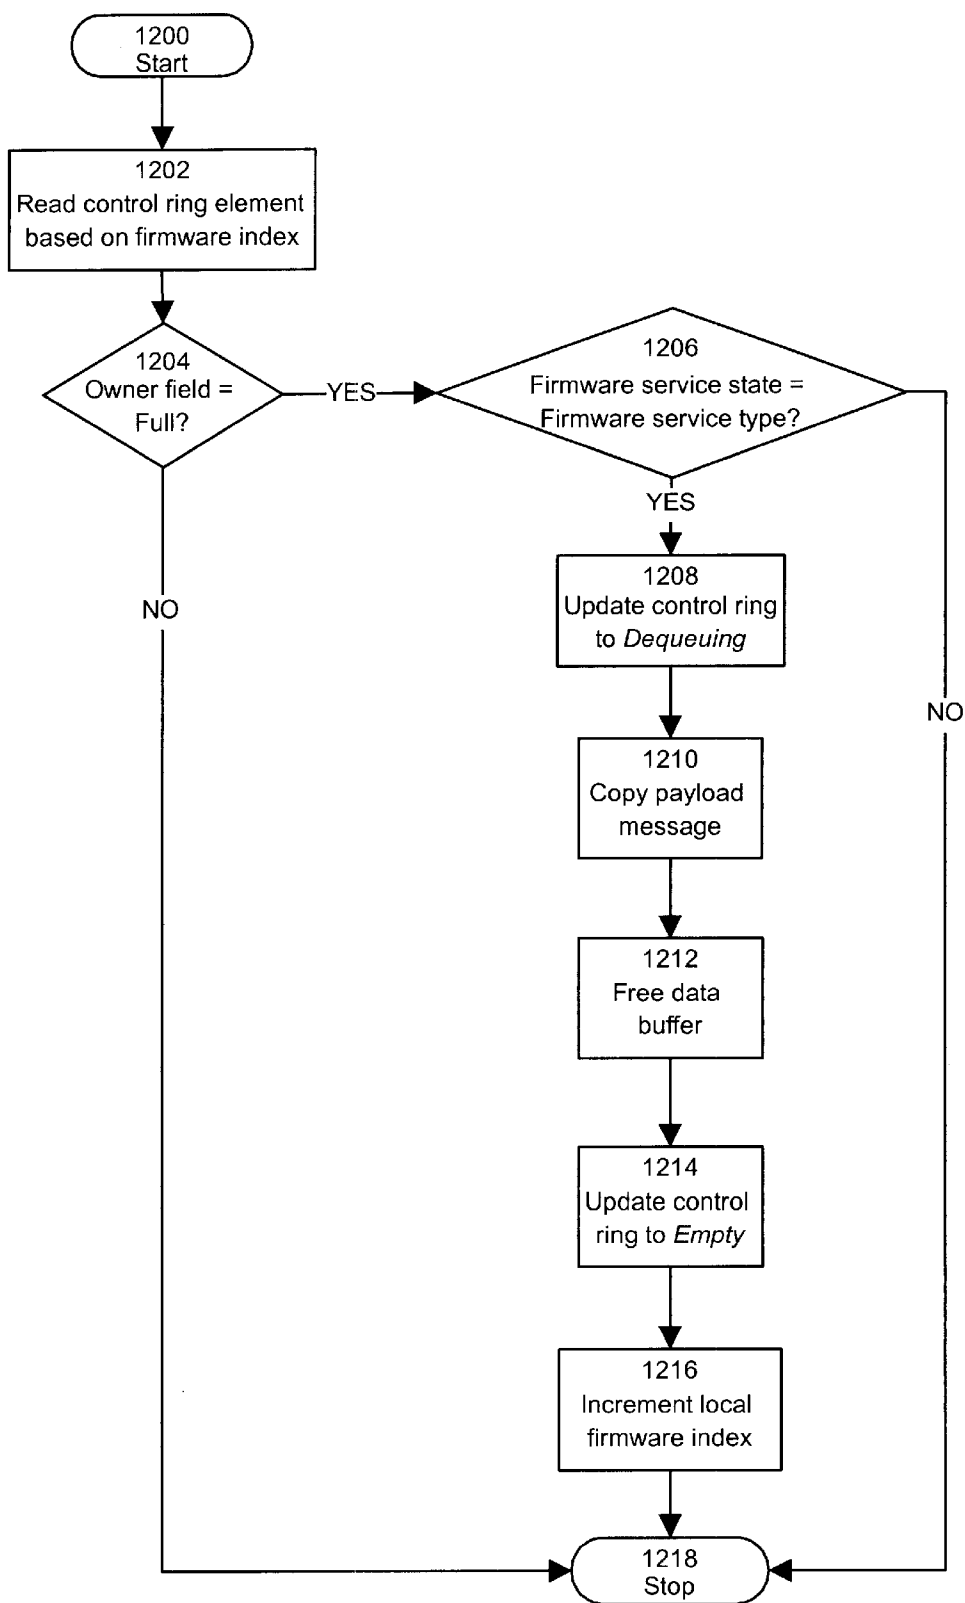 1200
Start
1202
Read control ring element
based on firmware index
1204
Owner field =
Full?
YES
1206
Firmware service state =
Firmware service type?
YES
1208
Update control ring
to Dequeuing
NO
NO
1210
Copy payload
message
1212
Free data
buffer
1214
Update control
ring to Empty
1216
Increment local
firmware index
1218
Stop